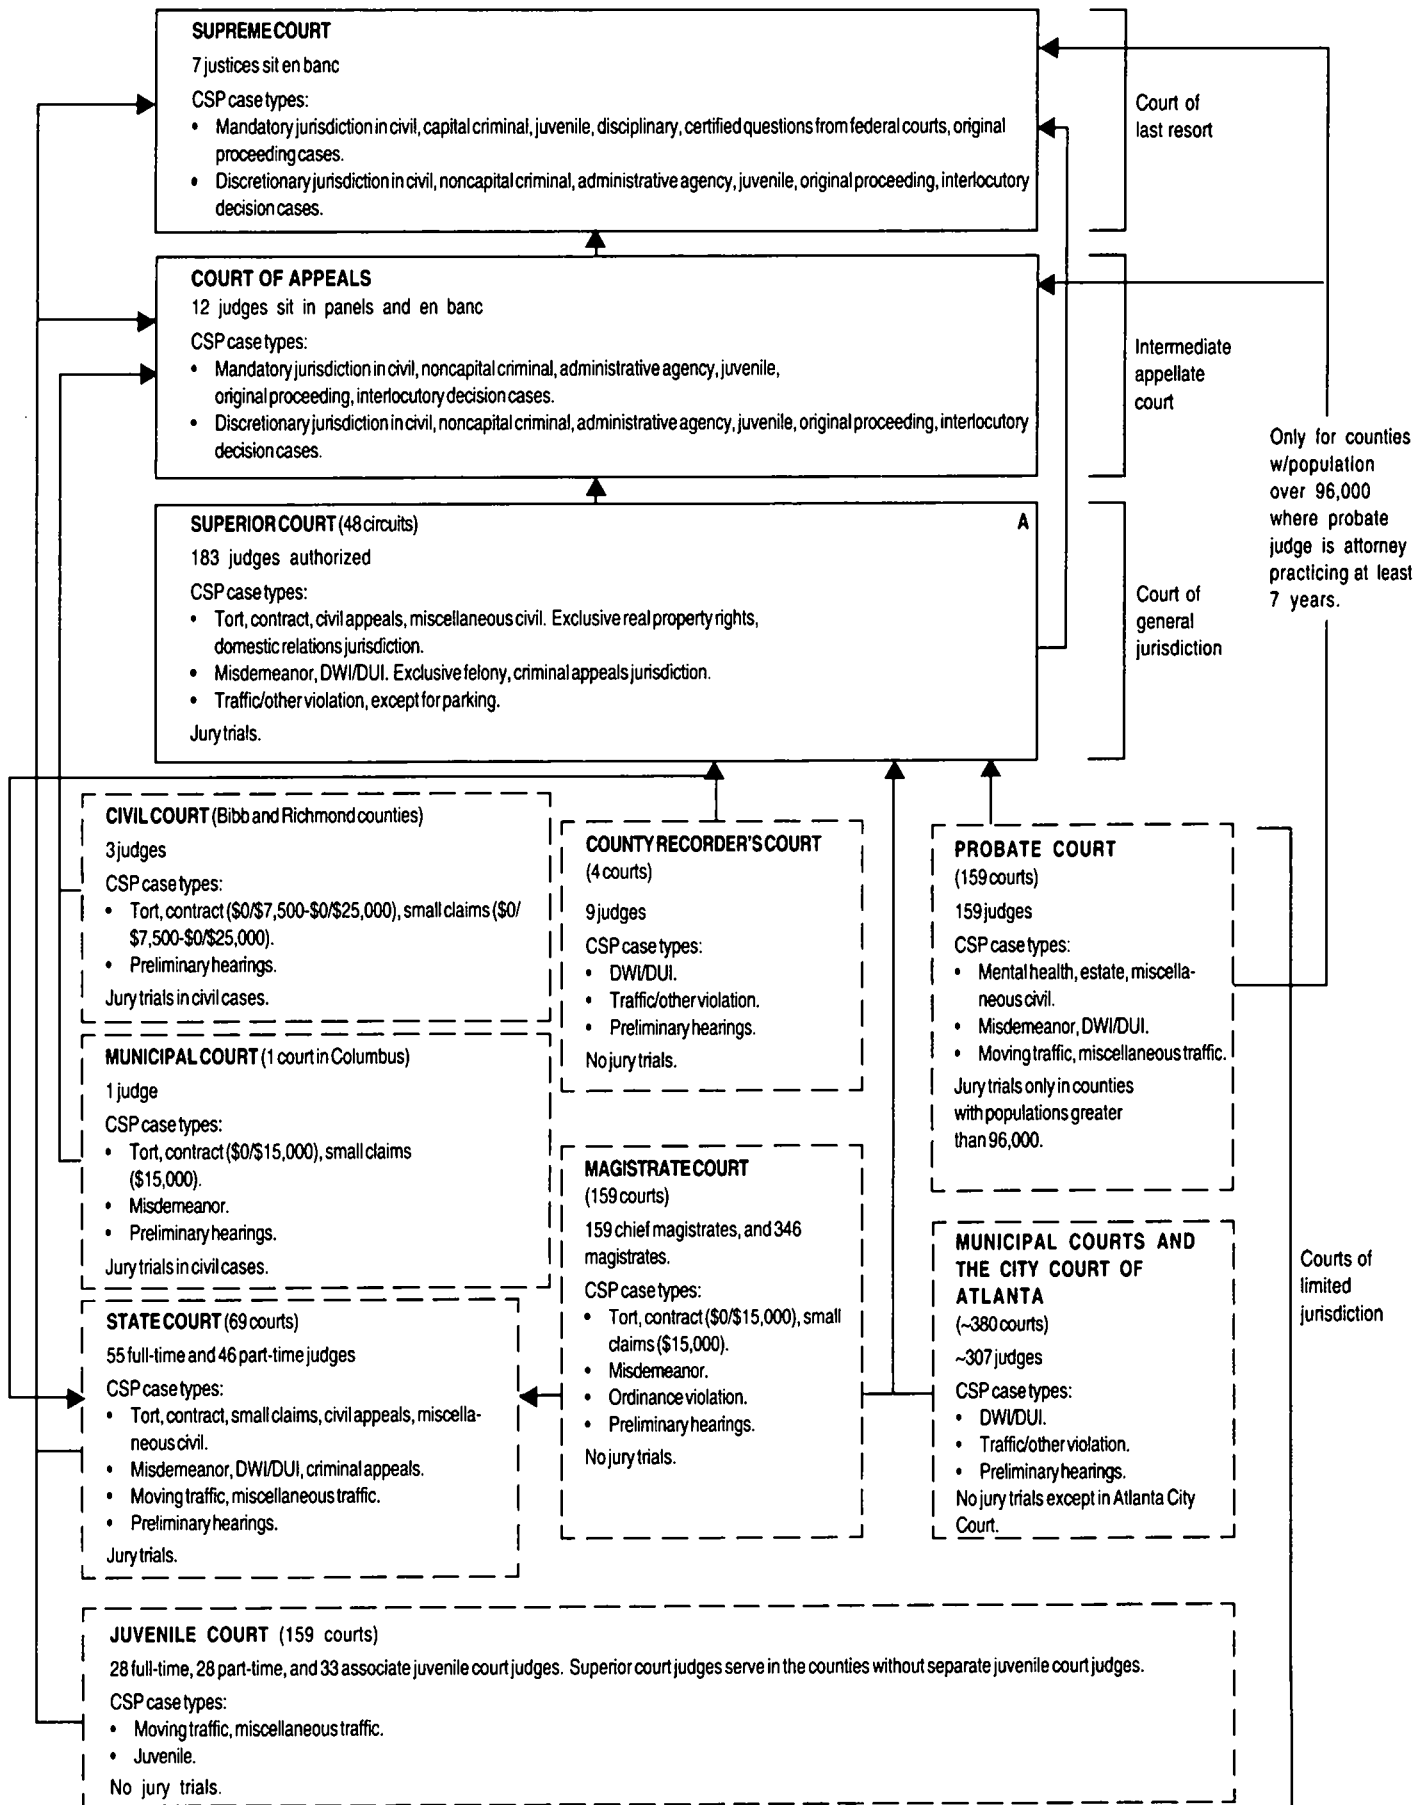 SUPREME COURT
7 justices sit en banc
CSP case types:
• Mandatory jurisdiction in civil, capital criminal, juvenile, disciplinary, certified questions from federal courts, original
proceeding cases.
• Discretionary jurisdiction in civil, noncapital criminal, administrative agency, juvenile, original proceeding, interlocutory
decision cases.
Court of
last resort
COURT OF APPEALS
12 judges sit in panels and en banc
CSP case types:
• Mandatory jurisdiction in civil, noncapital criminal, administrative agency, juvenile,
original proceeding, interlocutory decision cases.
• Discretionary jurisdiction in civil, noncapital criminal, administrative agency, juvenile, original proceeding, interlocutory
decision cases.
Intermediate
appellate
court
Only for counties
w/population
over 96,000
where probate
judge is attorney
practicing at least
7 years.
SUPERIOR COURT (48 circuits)
A
183 judges authorized
CSP case types:
• Tort, contract, civil appeals, miscellaneous civil. Exclusive real property rights,
domestic relations jurisdiction.
• Misdemeanor, DWI/DUI. Exclusive felony, criminal appeals jurisdiction.
• Traffic/other violation, except for parking.
Jury trials.
Court of
general
jurisdiction
CIVIL COURT (Bibb and Richmond counties)
3 judges
CSP case types:
• Tort, contract ($0/$7,500-$0/$25,000), small claims ($0/
$7,500-$0/$25,000).
• Preliminary hearings.
Jury trials in civil cases.
COUNTY RECORDER'S COURT
(4 courts)
9 judges
CSP case types:
• DWI/DUI.
• Traffic/other violation.
• Preliminary hearings.
No jury trials.
PROBATE COURT
(159 courts)
159 judges
CSP case types:
• Mental health, estate, miscella-
neous civil.
• Misdemeanor, DWI/DUI.
• Moving traffic, miscellaneous traffic.
Jury trials only in counties
with populations greater
than 96,000.
MUNICIPAL COURT (1 court in Columbus)
1 judge
CSP case types:
• Tort, contract ($0/$15,000), small claims
($15,000).
• Misdemeanor.
• Preliminary hearings.
Jury trials in civil cases.
MAGISTRATE COURT
(159 courts)
159 chief magistrates, and 346
magistrates.
CSP case types:
• Tort, contract ($0/$15,000), small
claims ($15,000).
• Misdemeanor.
• Ordinance violation.
• Preliminary hearings.
No jury trials.
MUNICIPAL COURTS AND
THE CITY COURT OF
ATLANTA
(~380 courts)
~307 judges
CSP case types:
• DWI/DUI.
• Traffic/other violation.
• Preliminary hearings.
No jury trials except in Atlanta City
Court.
Courts of
limited
jurisdiction
STATE COURT (69 courts)
55 full-time and 46 part-time judges
CSP case types:
• Tort, contract, small claims, civil appeals, miscella-
neous civil.
• Misdemeanor, DWI/DUI, criminal appeals.
• Moving traffic, miscellaneous traffic.
• Preliminary hearings.
Jury trials.
JUVENILE COURT (159 courts)
28 full-time, 28 part-time, and 33 associate juvenile court judges. Superior court judges serve in the counties without separate juvenile court judges.
CSP case types:
• Moving traffic, miscellaneous traffic.
• Juvenile.
No jury trials.